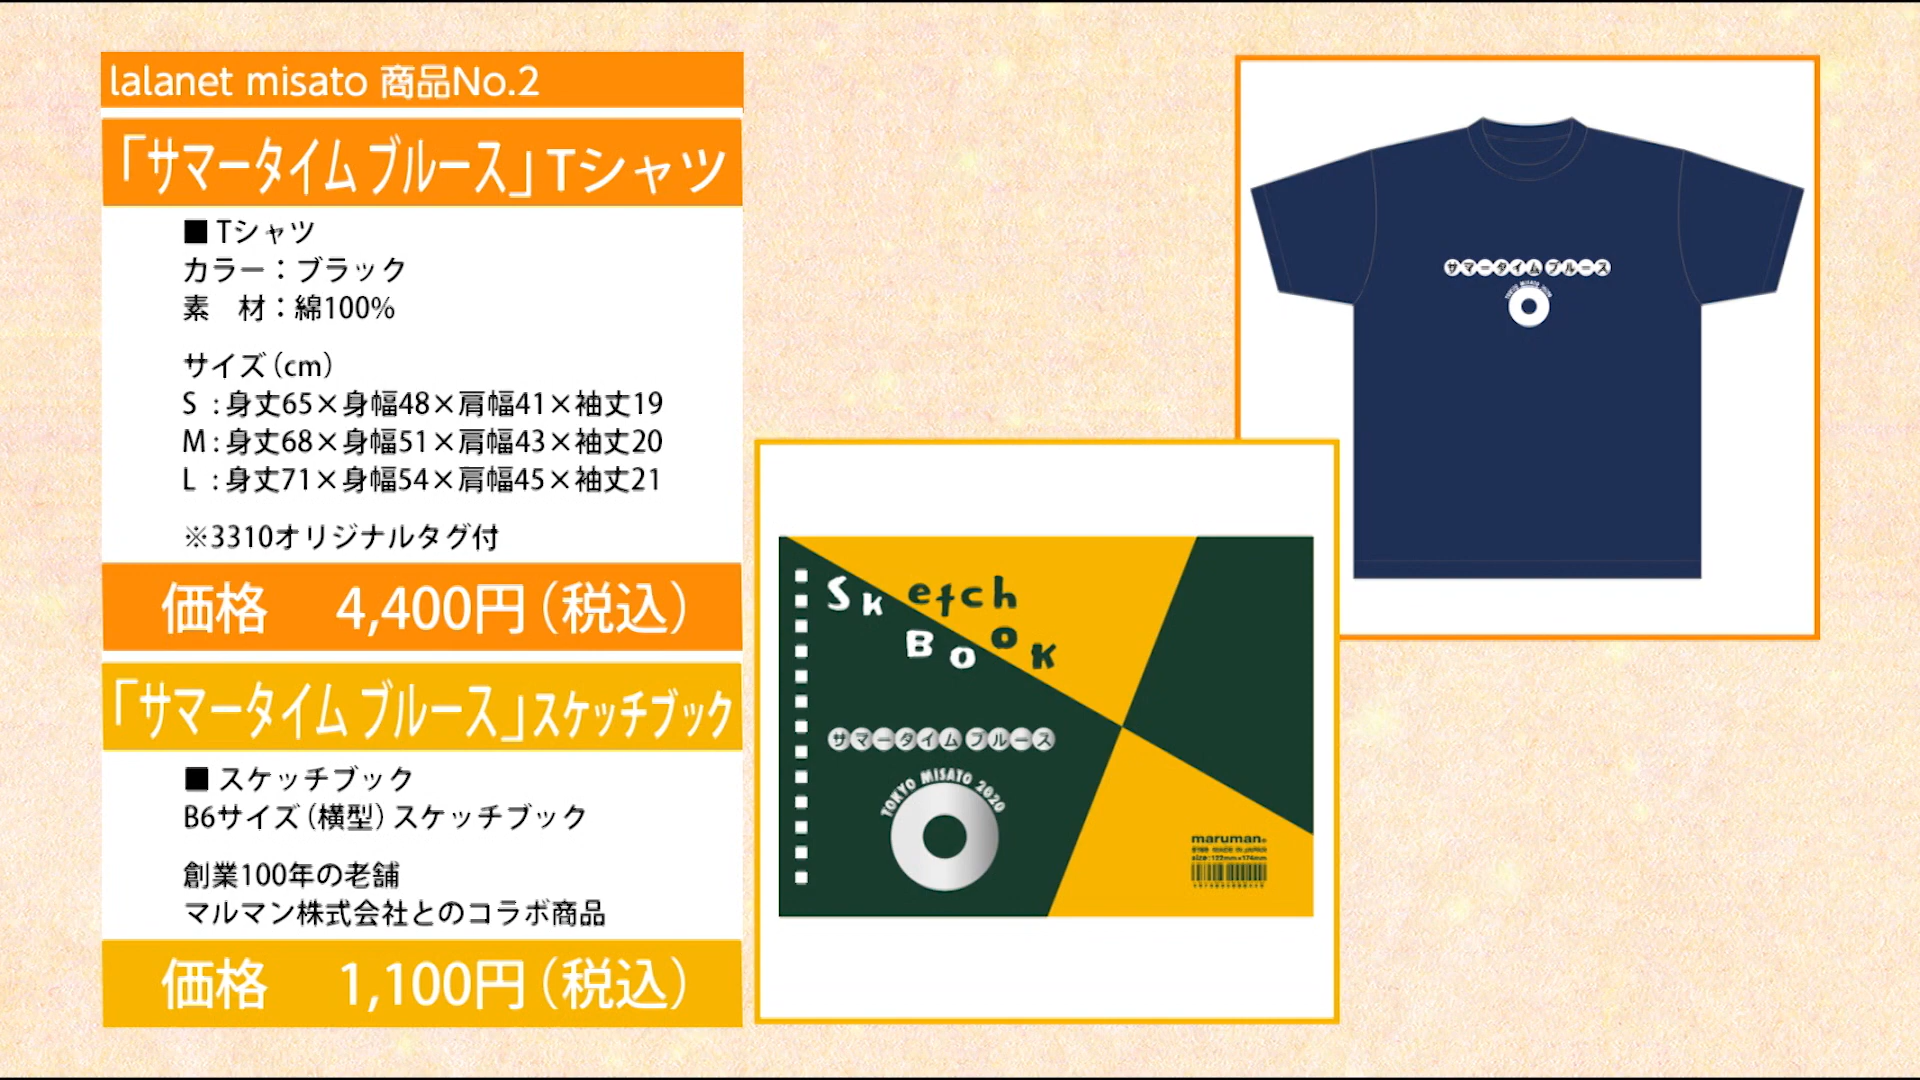 lalanet misato 商品No.2
「サマータイム ブルース」Tシャツ
■ Tシャツ
カラー：ブラック
素　材：綿100%
サイズ（cm）
S ：身丈65×身幅48×肩幅41×袖丈19
M：身丈68×身幅51×肩幅43×袖丈20
L ：身丈71×身幅54×肩幅45×袖丈21
※3310オリジナルタグ付
価格　4,400円（税込）
「サマータイム ブルース」スケッチブック
■ スケッチブック
B6サイズ（横型）スケッチブック
創業100年の老舗
マルマン株式会社とのコラボ商品
価格　1,100円（税込）
サマータイム ブルース
TOKYO MISATO 2020
Sketch
Book
サマータイム ブルース
TOKYO MISATO 2020
maruman
size:122mm×174mm